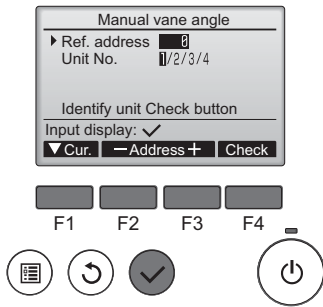 Manual vane angle
Ref. address 0
Unit No. 1/2/3/4
Identify unit Check button
Input display: ✓
▼Cur. −Address+ Check
F1 F2 F3 F4